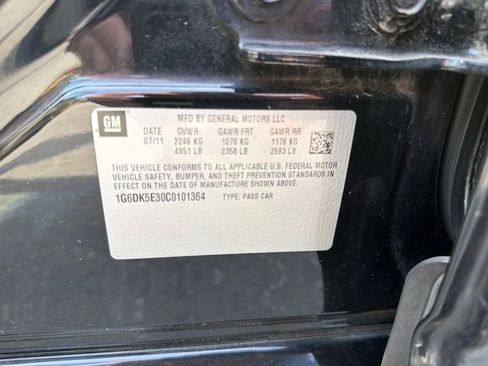 GM
MFD BY GENERAL MOTORS LLC
DATE GVWR GAWR FRT GAWR RR
07/11 2246 KG 1070 KG 1176 KG
4951 LB 2358 LB 2593 LB
THIS VEHICLE CONFORMS TO ALL APPLICABLE U.S. FEDERAL MOTOR
VEHICLE SAFETY, BUMPER, AND THEFT PREVENTION STANDARDS IN
EFFECT ON THE DATE OF MANUFACTURE SHOWN ABOVE.
1G6DK5E30C0101364 TYPE: PASS CAR